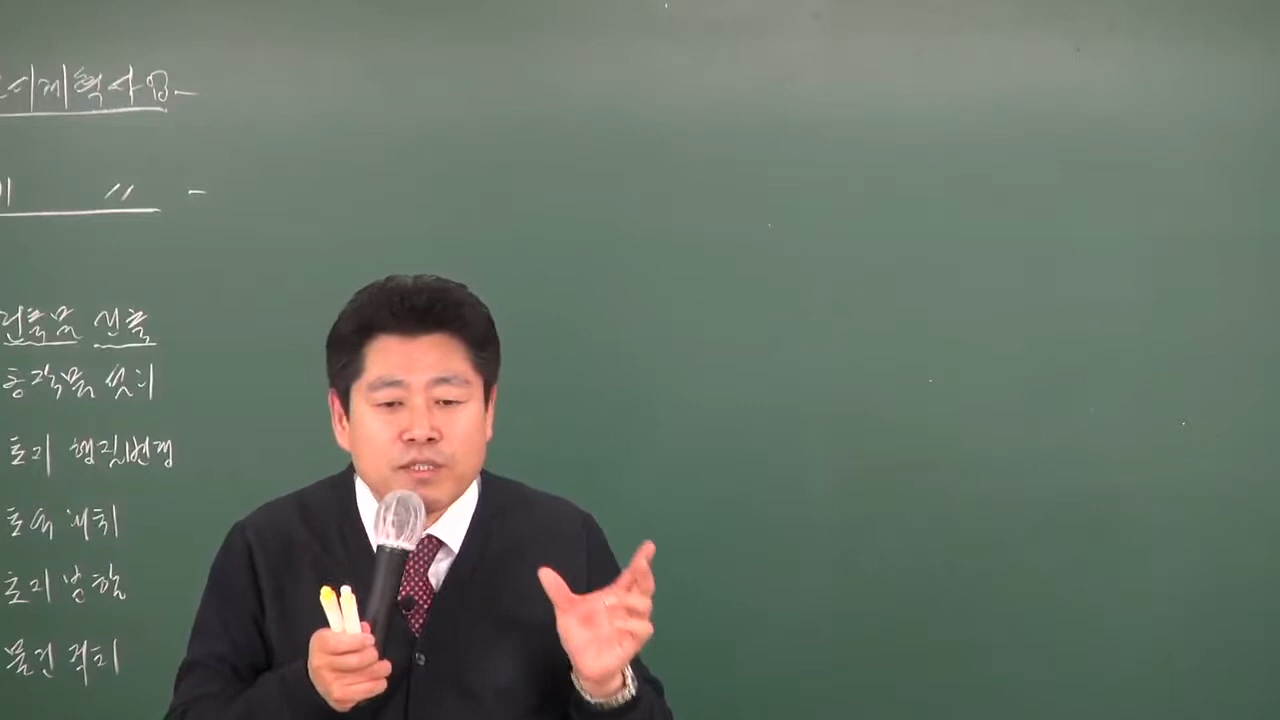 시계획사업-
〃 -
건축물 건축
공작물 설치
토지 형질변경
토석 채취
토지 분할
물건 적치